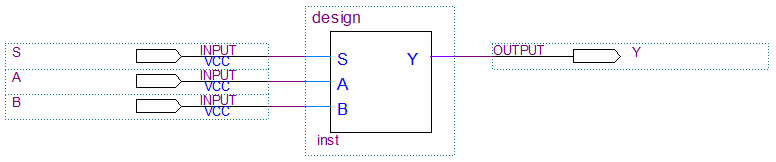 design
S INPUT VCC S Y OUTPUT Y
A INPUT VCC A
B INPUT VCC B
inst